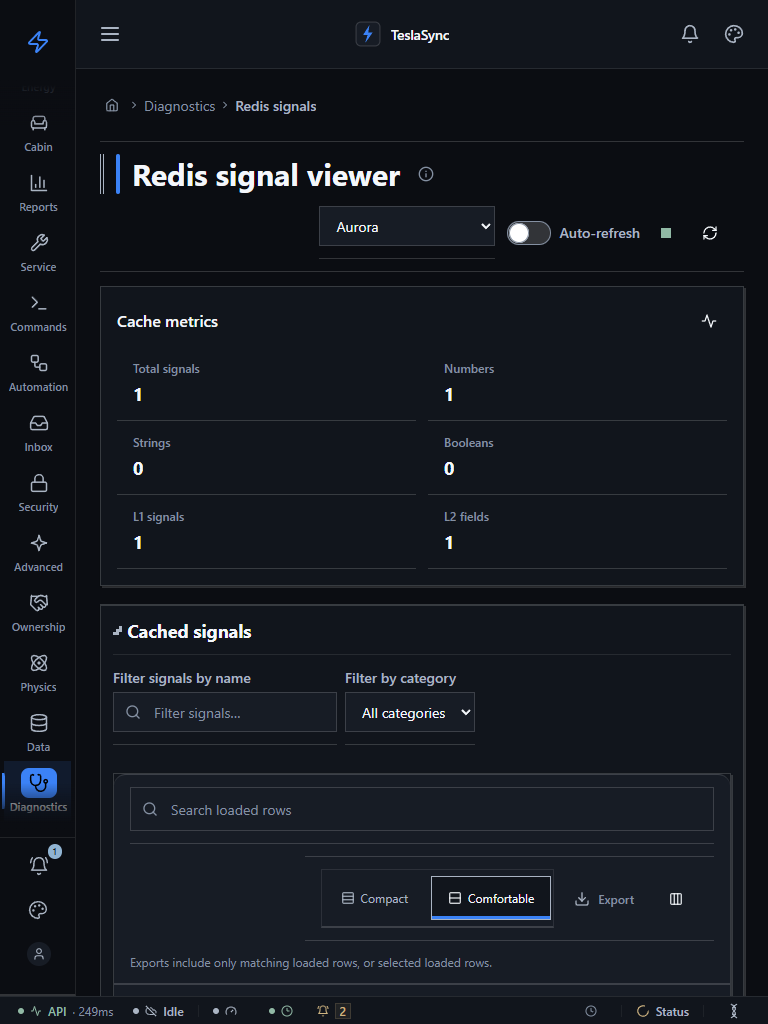 TeslaSync
Energy
Cabin
Reports
Service
Commands
Automation
Inbox
Security
Advanced
Ownership
Physics
Data
Diagnostics
1
Diagnostics Redis signals
Redis signal viewer
Aurora Auto-refresh
Cache metrics
Total signals Numbers
1 1
Strings Booleans
0 0
L1 signals L2 fields
1 1
Cached signals
Filter signals by name Filter by category
Filter signals... All categories
Search loaded rows
Compact Comfortable Export
Exports include only matching loaded rows, or selected loaded rows.
API · 249ms Idle 2 Status